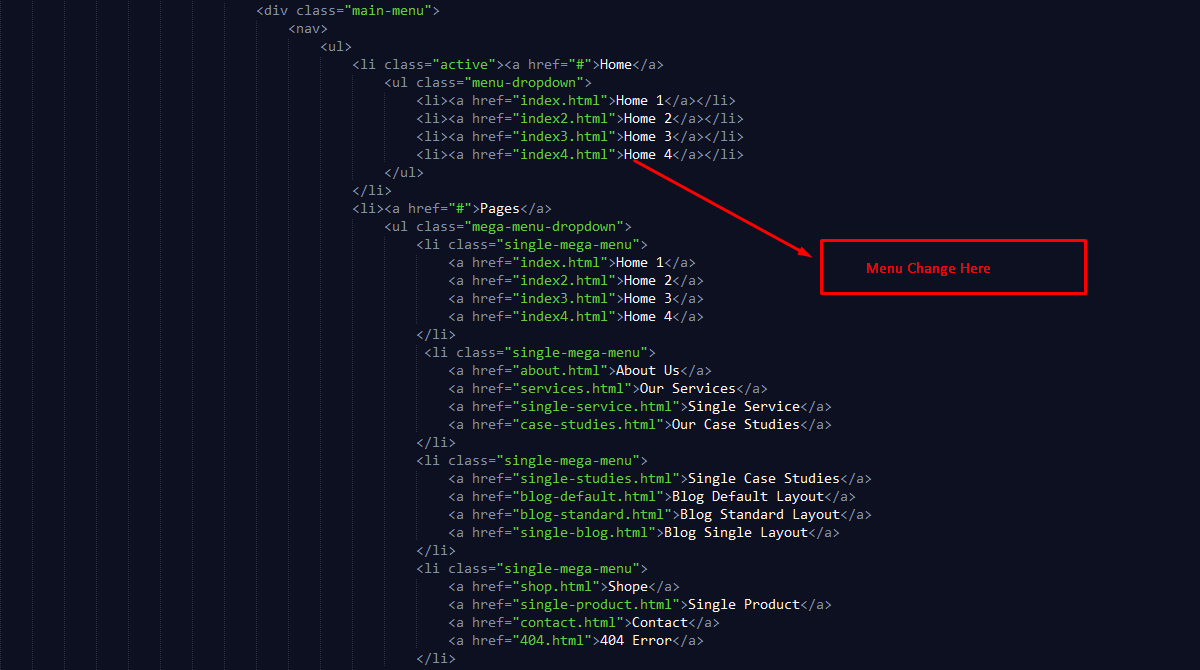 <div class="main-menu">
<nav>
<ul>
<li class="active"><a href="#">Home</a>
<ul class="menu-dropdown">
<li><a href="index.html">Home 1</a></li>
<li><a href="index2.html">Home 2</a></li>
<li><a href="index3.html">Home 3</a></li>
<li><a href="index4.html">Home 4</a></li>
</ul>
</li>
<li><a href="#">Pages</a>
<ul class="mega-menu-dropdown">
<li class="single-mega-menu">
<a href="index.html">Home 1</a>
Menu Change Here
<a href="index2.html">Home 2</a>
<a href="index3.html">Home 3</a>
<a href="index4.html">Home 4</a>
</li>
<li class="single-mega-menu">
<a href="about.html">About Us</a>
<a href="services.html">Our Services</a>
<a href="single-service.html">Single Service</a>
<a href="case-studies.html">Our Case Studies</a>
</li>
<li class="single-mega-menu">
<a href="single-studies.html">Single Case Studies</a>
<a href="blog-default.html">Blog Default Layout</a>
<a href="blog-standard.html">Blog Standard Layout</a>
<a href="single-blog.html">Blog Single Layout</a>
</li>
<li class="single-mega-menu">
<a href="shop.html">Shope</a>
<a href="single-product.html">Single Product</a>
<a href="contact.html">Contact</a>
<a href="404.html">404 Error</a>
</li>